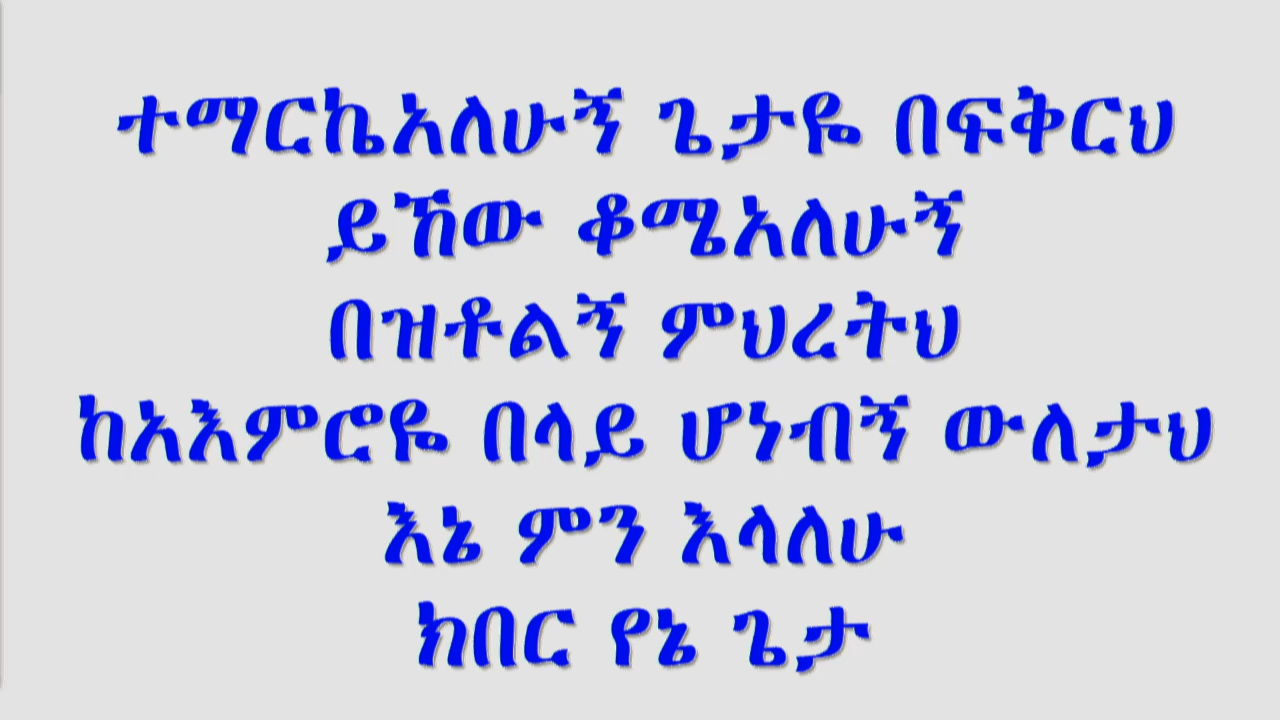 ተማርኬአለሁኝ ጌታዬ በፍቅርህ
ይኸው ቆሜአለሁኝ
በዝቶልኝ ምህረትህ
ከአእምሮዬ በላይ ሆነብኝ ውለታህ
እኔ ምን እላለሁ
ክበር የኔ ጌታ